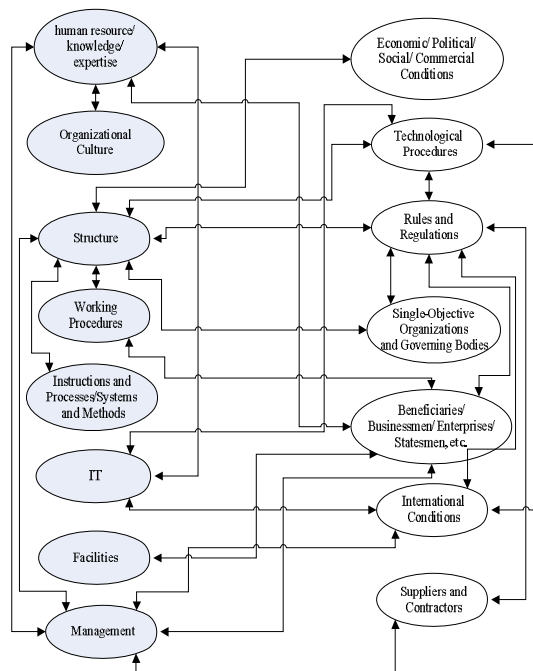 human resource/
knowledge/
expertise
Organizational
Culture
Structure
Working
Procedures
Instructions and
Processes/Systems
and Methods
IT
Facilities
Management
Economic/ Political/
Social/ Commercial
Conditions
Technological
Procedures
Rules and
Regulations
Single-Objective
Organizations
and Governing Bodies
Beneficiaries/
Businessmen/ Enterprises/
Statesmen, etc.
International
Conditions
Suppliers and
Contractors